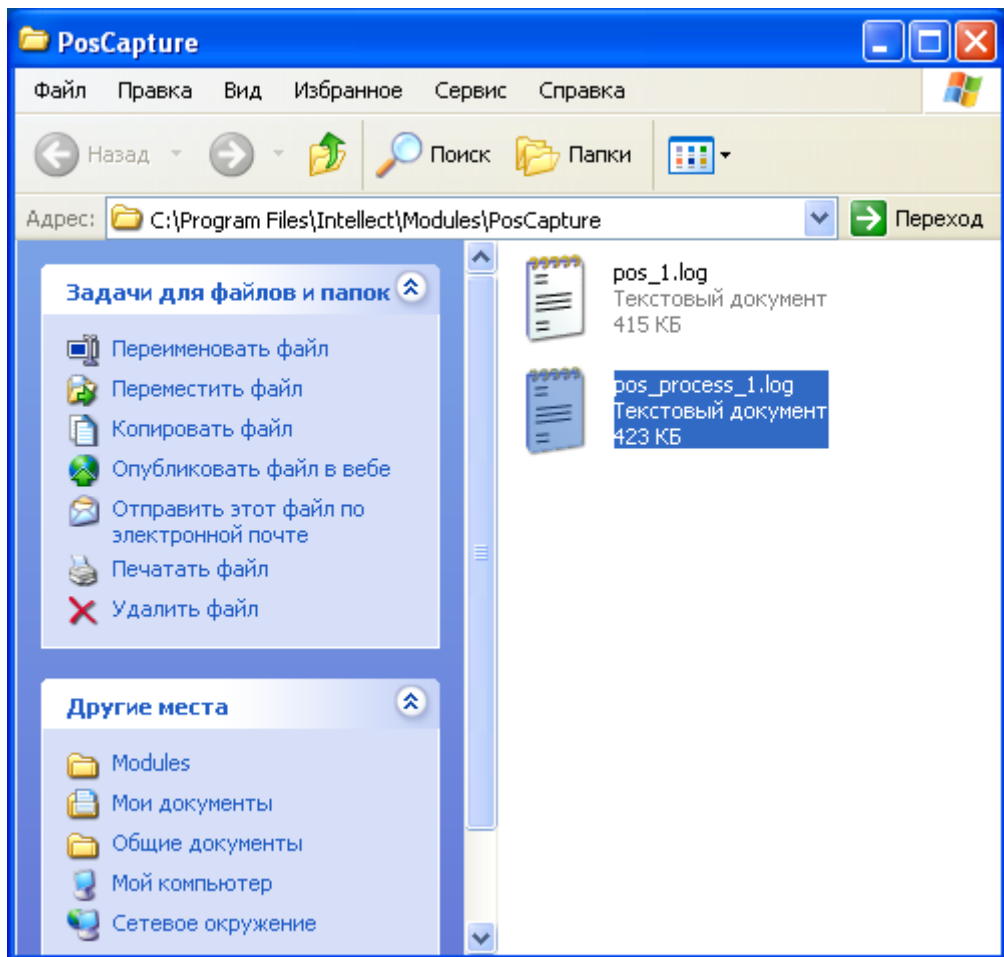 PosCapture
Файл Правка Вид Избранное Сервис Справка
Назад Поиск Папки
Адрес: C:\Program Files\Intellect\Modules\PosCapture Переход
Задачи для файлов и папок
Переименовать файл
Переместить файл
Копировать файл
Опубликовать файл в вебе
Отправить этот файл по
электронной почте
Печатать файл
Удалить файл
Другие места
Modules
Мои документы
Общие документы
Мой компьютер
Сетевое окружение
pos_1.log
Текстовый документ
415 КБ
pos_process_1.log
Текстовый документ
423 КБ